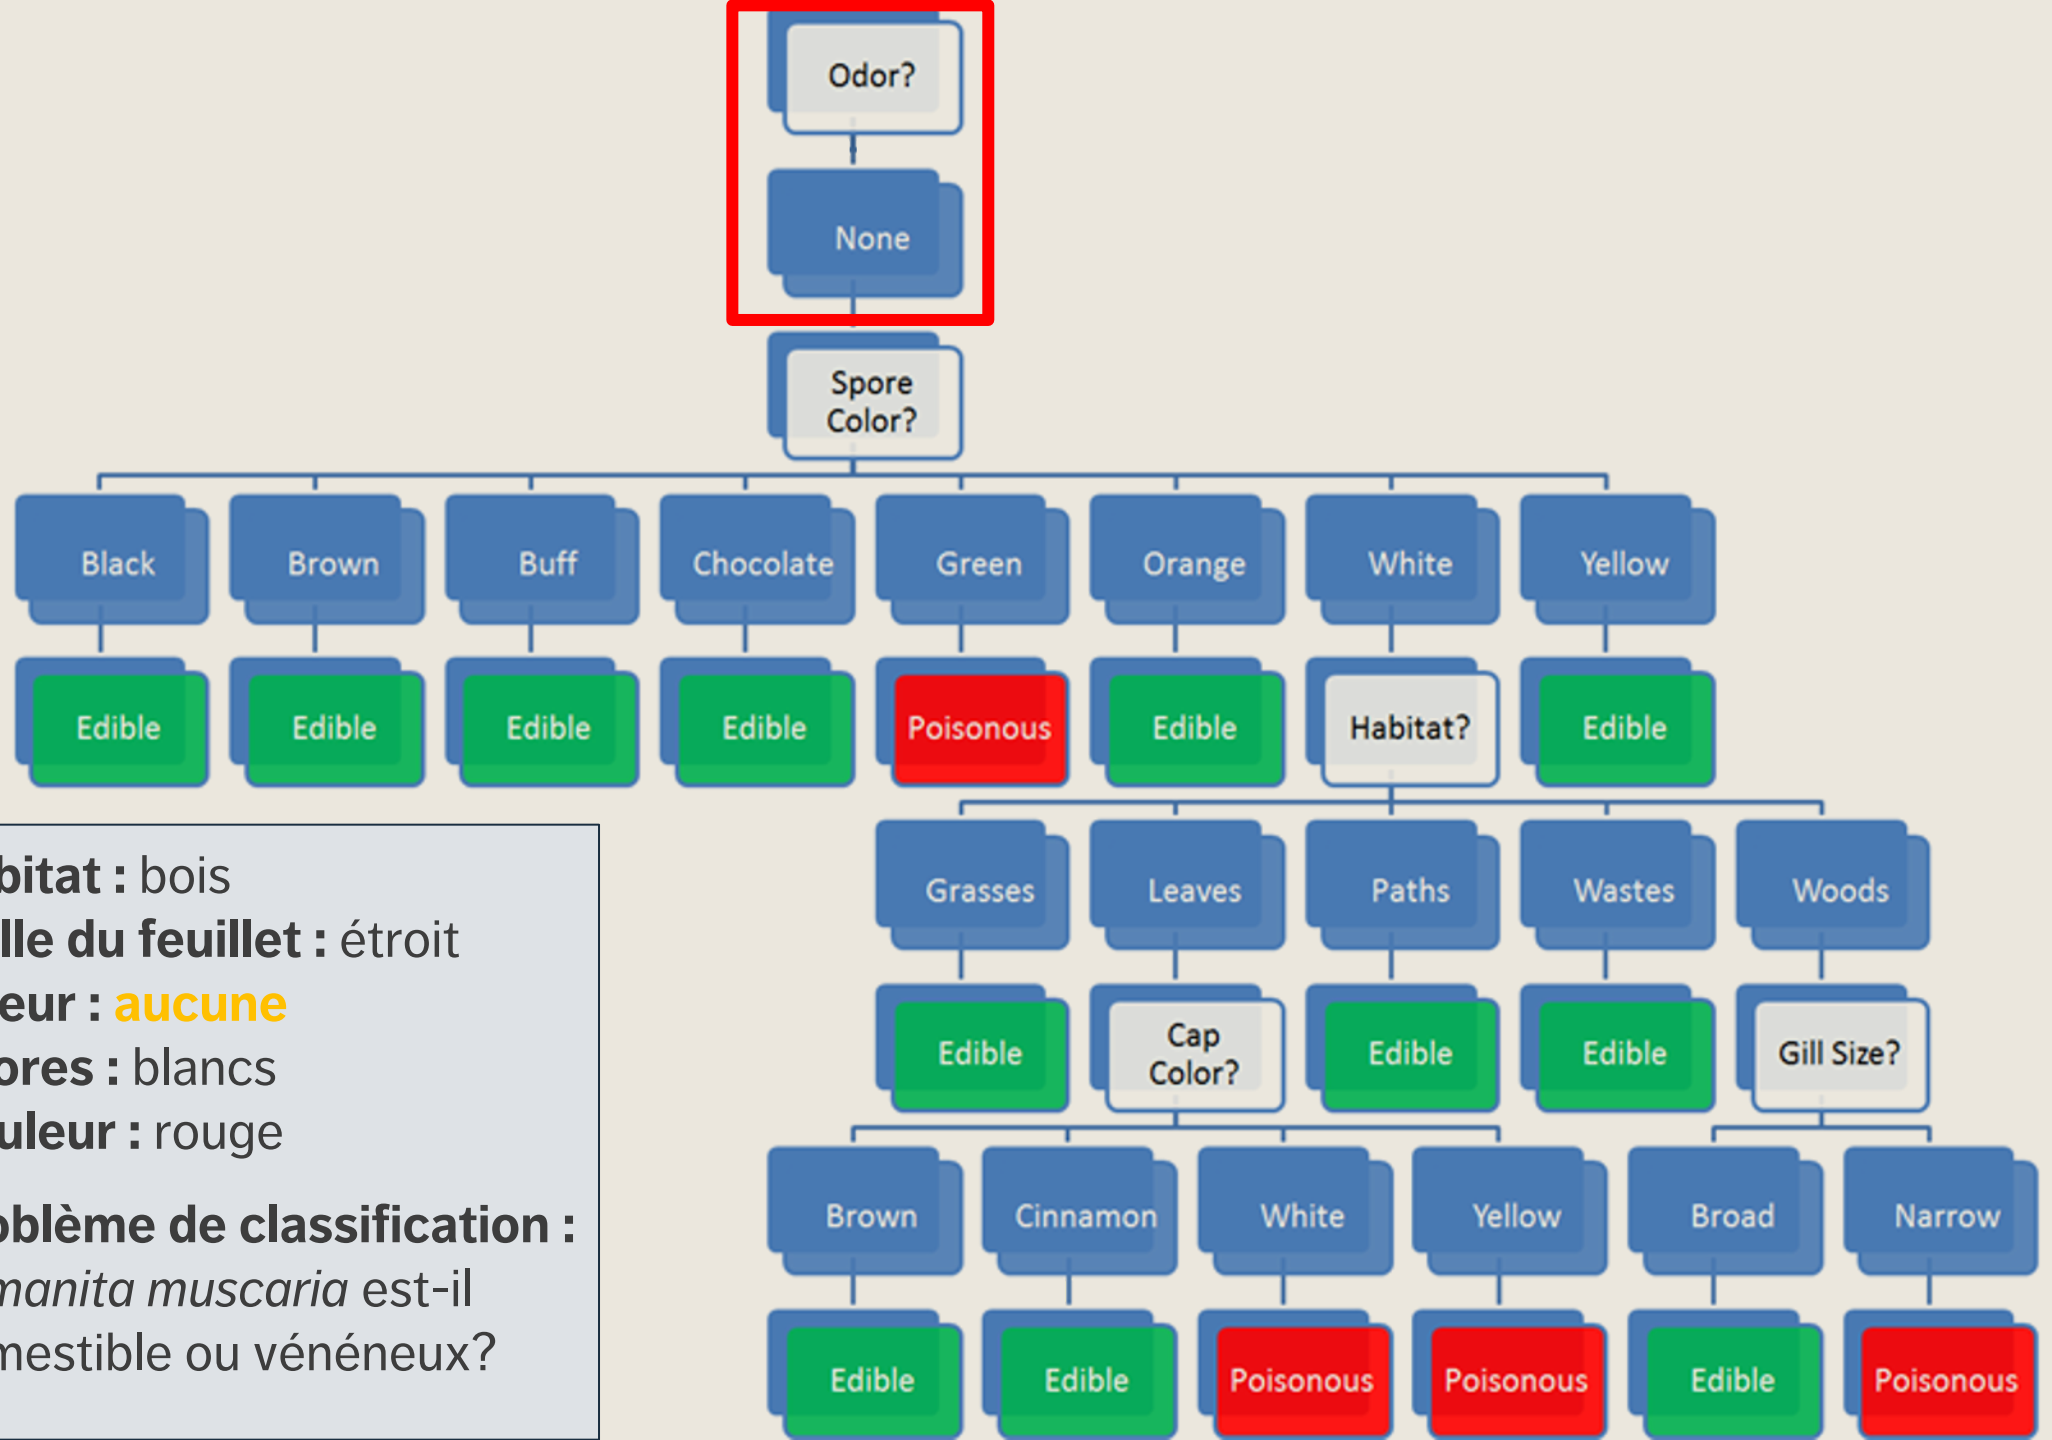 Odor?
None
Spore
Color?
Black Brown Buff Chocolate Green Orange White Yellow
Edible Edible Edible Edible Poisonous Edible Habitat? Edible
Grasses Leaves Paths Wastes Woods
Edible Cap Color? Edible Edible Gill Size?
Brown Cinnamon White Yellow Broad Narrow
Edible Edible Poisonous Poisonous Edible Poisonous
bitat : bois
lle du feuillet : étroit
eur : aucune
ores : blancs
uleur : rouge
oblème de classification :
manita muscaria est-il
mestible ou vénéneux?